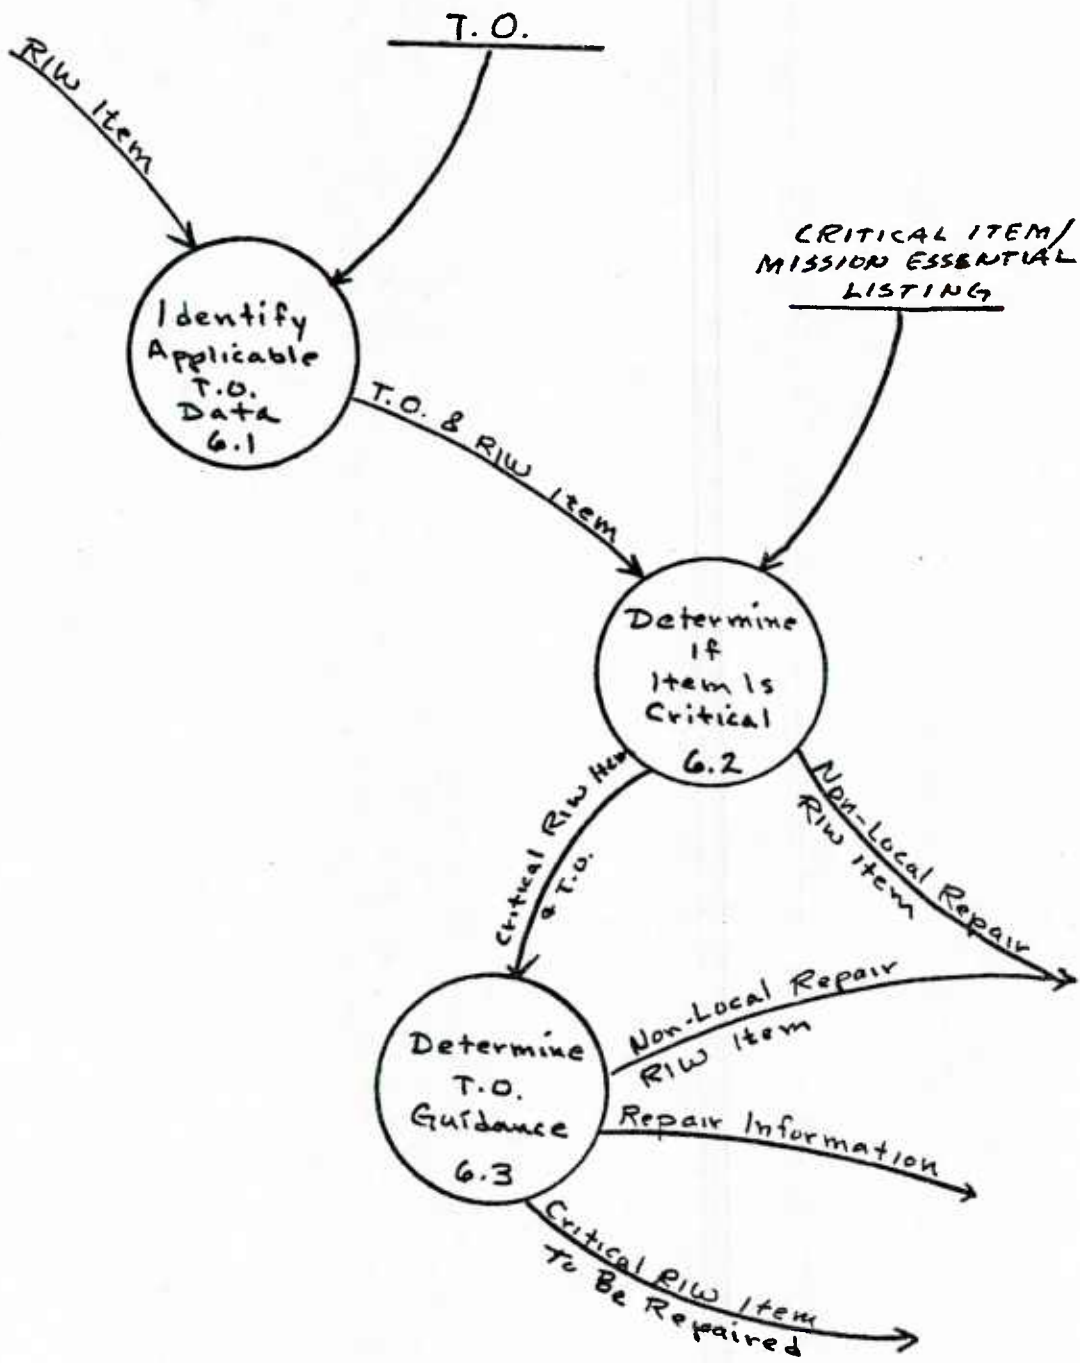 T.O.
RIW Item
CRITICAL ITEM/
MISSION ESSENTIAL
LISTING
Identify
Applicable
T.O.
Data
6.1
T.O. & RIW Item
Determine
If
Item Is
Critical
6.2
Critical RIW Item
& T.O.
Non-Local Repair
RIW Item
Non-Local Repair
RIW Item
Determine
T.O.
Guidance
6.3
Repair Information
Critical RIW Item
To Be Repaired